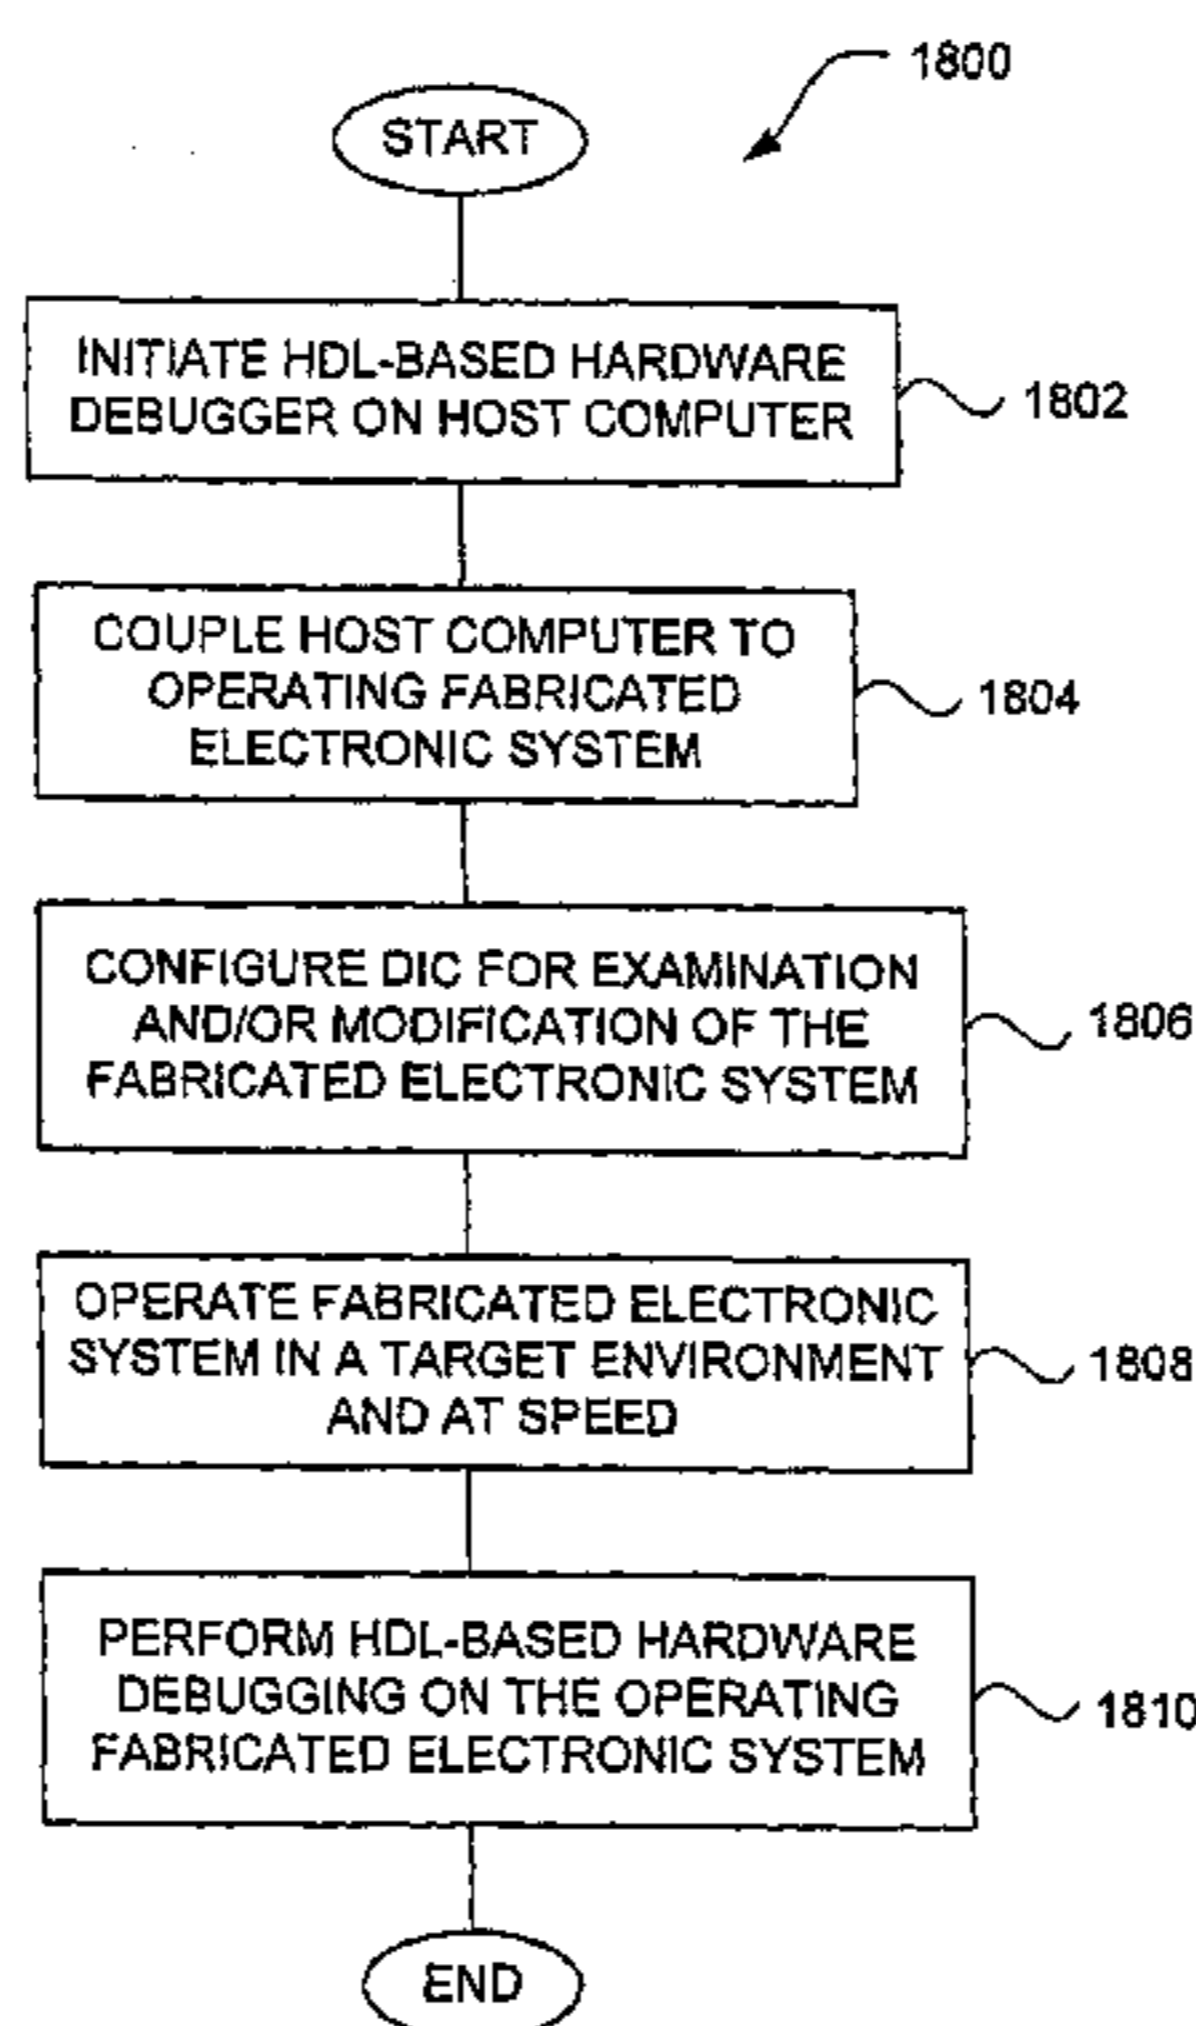 1800
START
INITIATE HDL-BASED HARDWARE
DEBUGGER ON HOST COMPUTER
1802
COUPLE HOST COMPUTER TO
OPERATING FABRICATED
ELECTRONIC SYSTEM
1804
CONFIGURE DIC FOR EXAMINATION
AND/OR MODIFICATION OF THE
FABRICATED ELECTRONIC SYSTEM
1806
OPERATE FABRICATED ELECTRONIC
SYSTEM IN A TARGET ENVIRONMENT
AND AT SPEED
1808
PERFORM HDL-BASED HARDWARE
DEBUGGING ON THE OPERATING
FABRICATED ELECTRONIC SYSTEM
1810
END